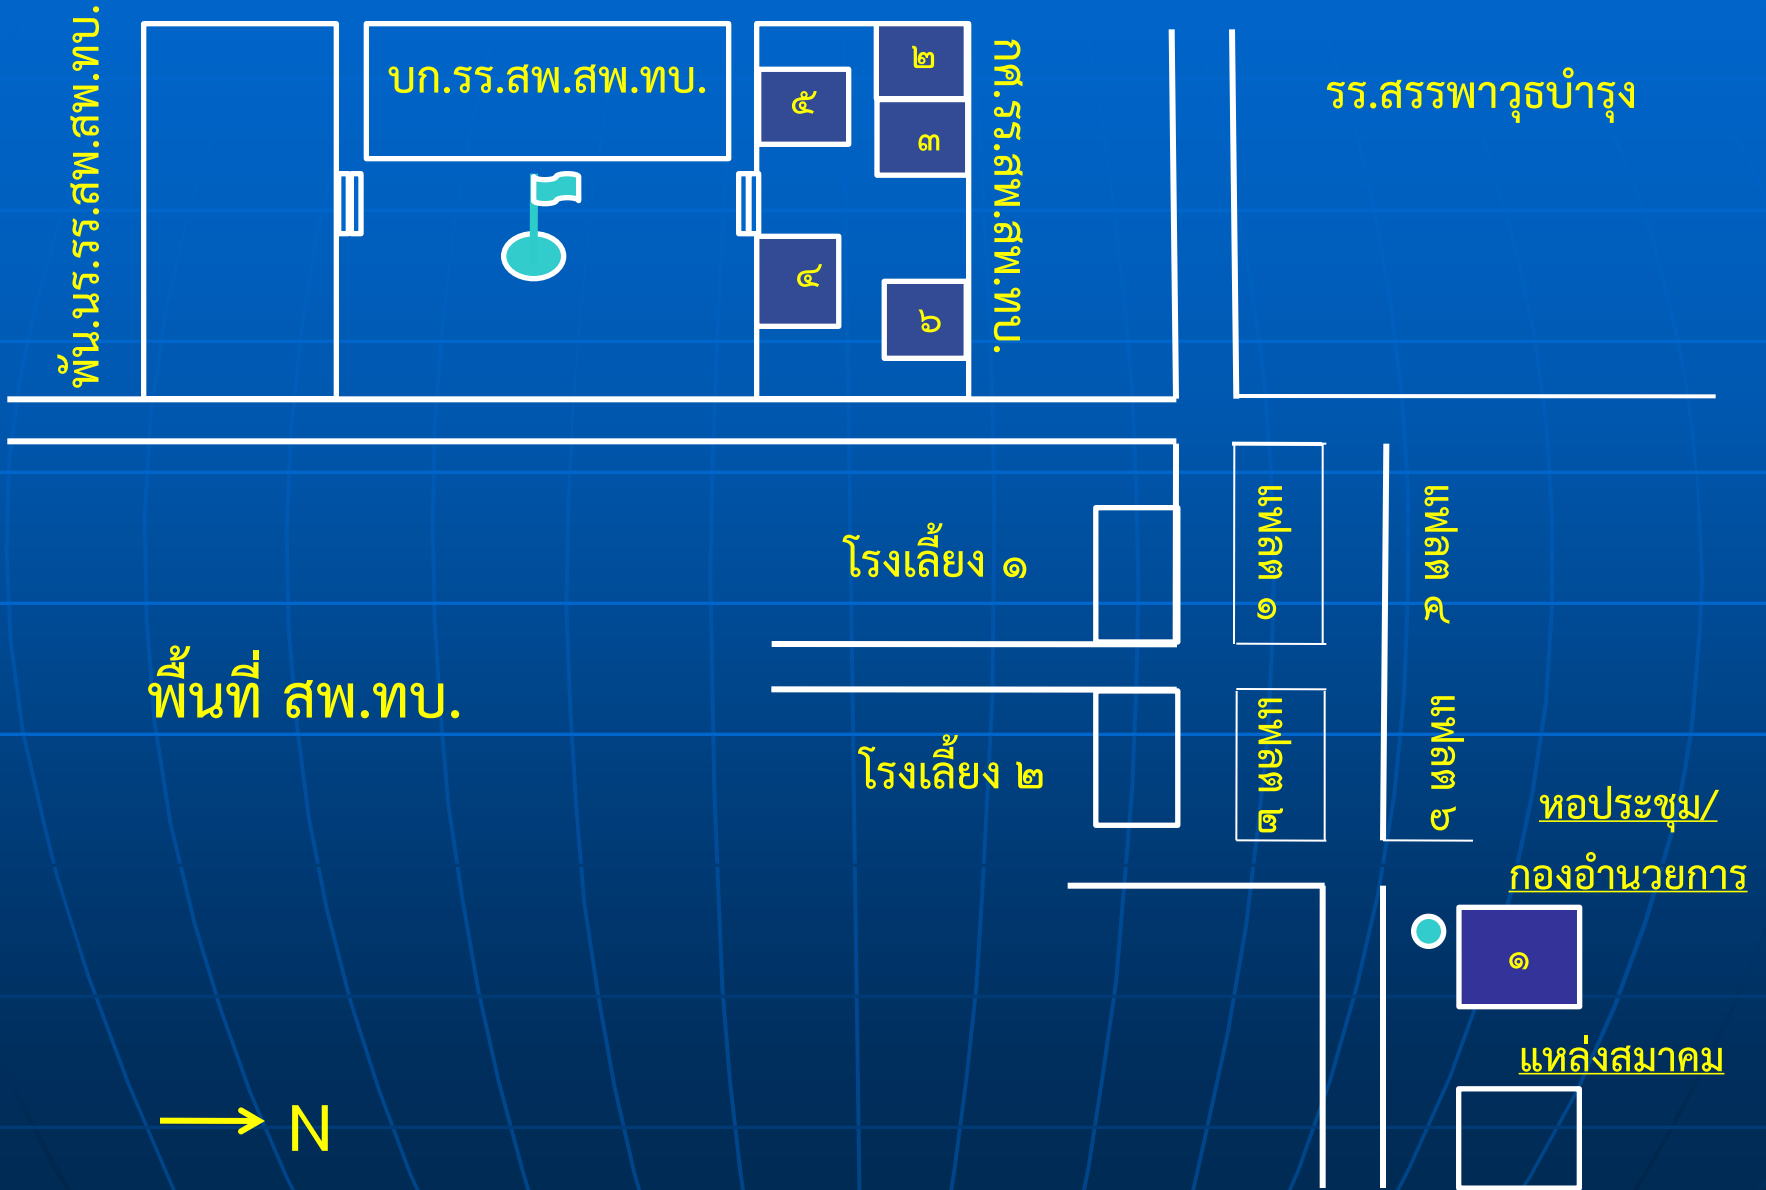 พัน.นร.รร.สพ.สพ.ทบ.
บก.รร.สพ.สพ.ทบ.
๕
๒
๓
๔
๖
กศ.รร.สพ.สพ.ทบ.
รร.สรรพาวุธบำรุง
โรงเลี้ยง ๑
แฟลต ๑
แฟลต ๔
พื้นที่ สพ.ทบ.
โรงเลี้ยง ๒
แฟลต ๒
แฟลต ๖
หอประชุม/
กองอำนวยการ
๑
แหล่งสมาคม
N